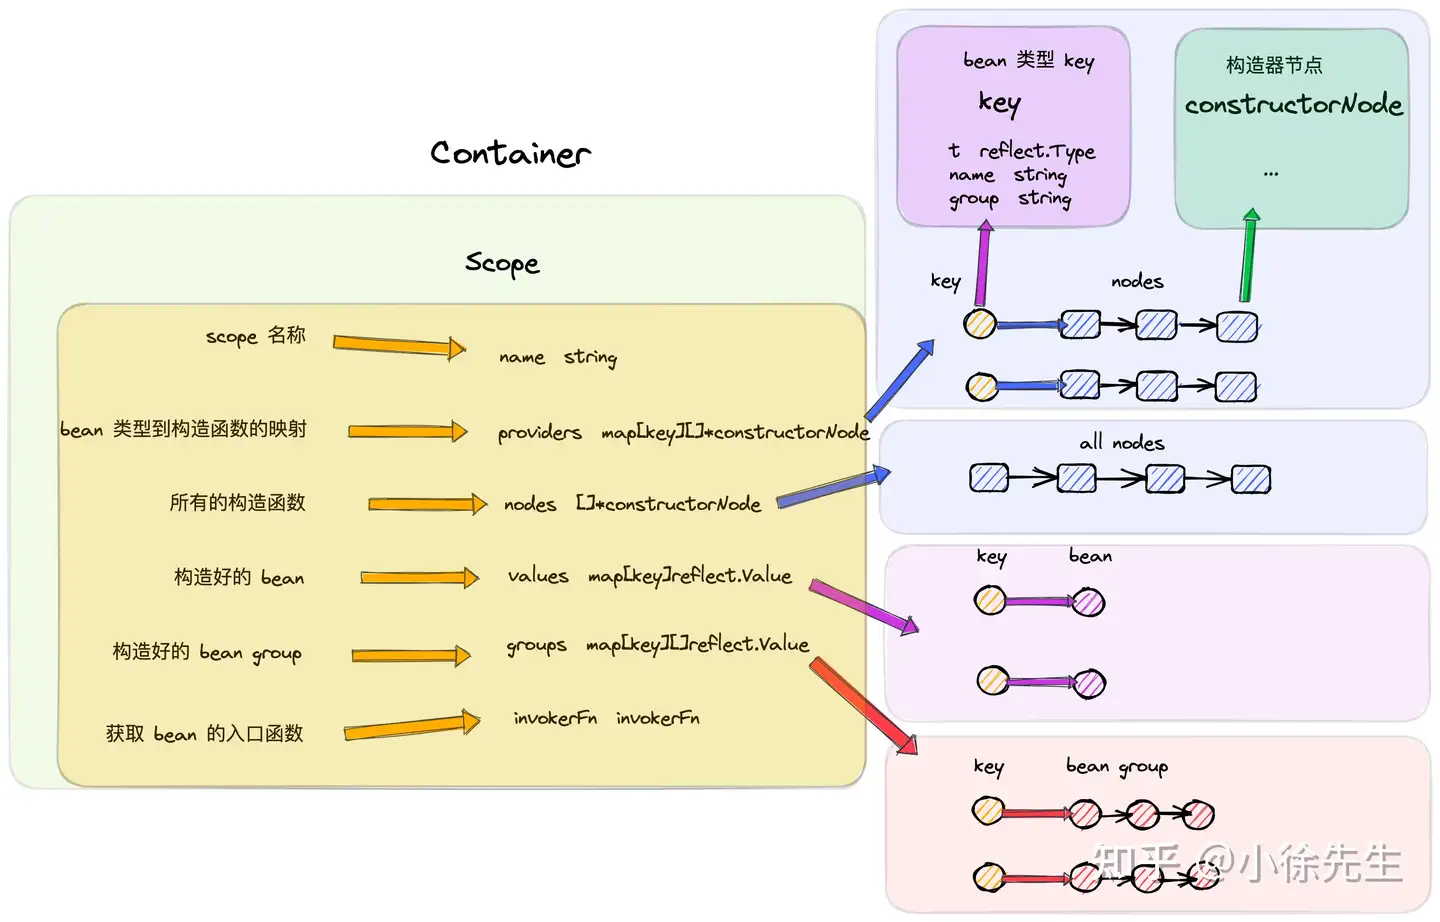 Container
Scope
scope 名称
name string
bean 类型到构造函数的映射
providers map[key][]*constructorNode
所有的构造函数
nodes []*constructorNode
构造好的 bean
values map[key]reflect.Value
构造好的 bean group
groups map[key][]reflect.Value
获取 bean 的入口函数
invokerFn invokerFn
bean 类型 key
key
t reflect.Type
name string
group string
构造器节点
constructorNode
...
key
nodes
all nodes
key bean
key bean group
知乎 @小徐先生